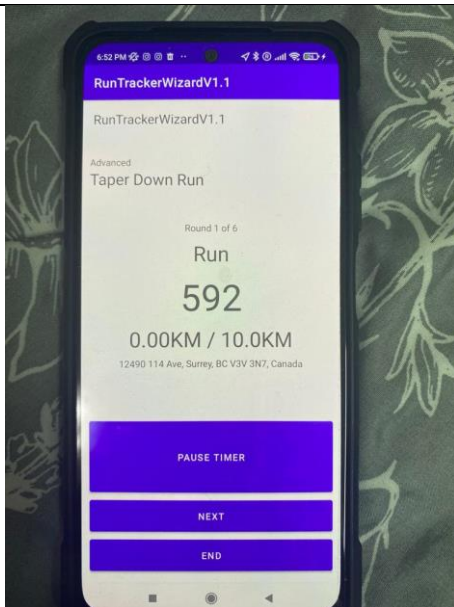 6:52 PM
RunTrackerWizardV1.1
RunTrackerWizardV1.1
Advanced
Taper Down Run
Round 1 of 6
Run
592
0.00KM / 10.0KM
12490 114 Ave, Surrey, BC V3V 3N7, Canada
PAUSE TIMER
NEXT
END